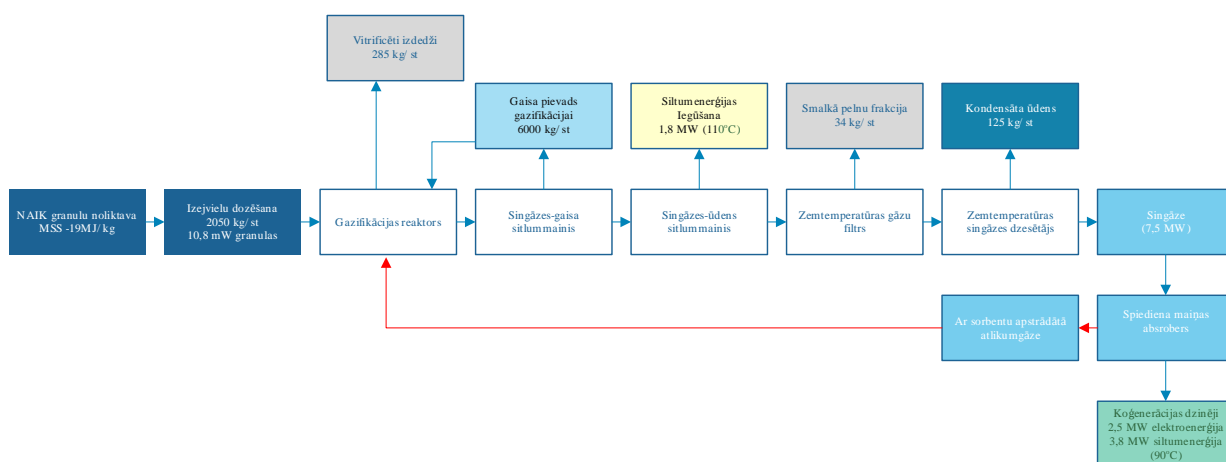 Vitrificēti izdedži
285 kg/ st
Gaisa pievads
gazifikācijai
6000 kg/ st
Siltumenerģijas
Iegūšana
1,8 MW (110°C)
Smalkā pelnu frakcija
34 kg/ st
Kondensāta ūdens
125 kg/ st
NAIK granulu noliktava
MSS -19MJ/ kg
Izejvielu dozēšana
2050 kg/ st
10,8 mW granulas
Gazifikācijas reaktors
Singāzes-gaisa
sitlummainis
Singāzes-ūdens
sitlummainis
Zemtemperatūras gāzu
filtrs
Zemtemperatūras
singāzes dzesētājs
Singāze
(7,5 MW)
Ar sorbentu apstrādātā
atlikumgāze
Spiediena maiņas
absrobers
Koģenerācijas dzinēji
2,5 MW elektroenerģija
3,8 MW siltumenerģija
(90°C)